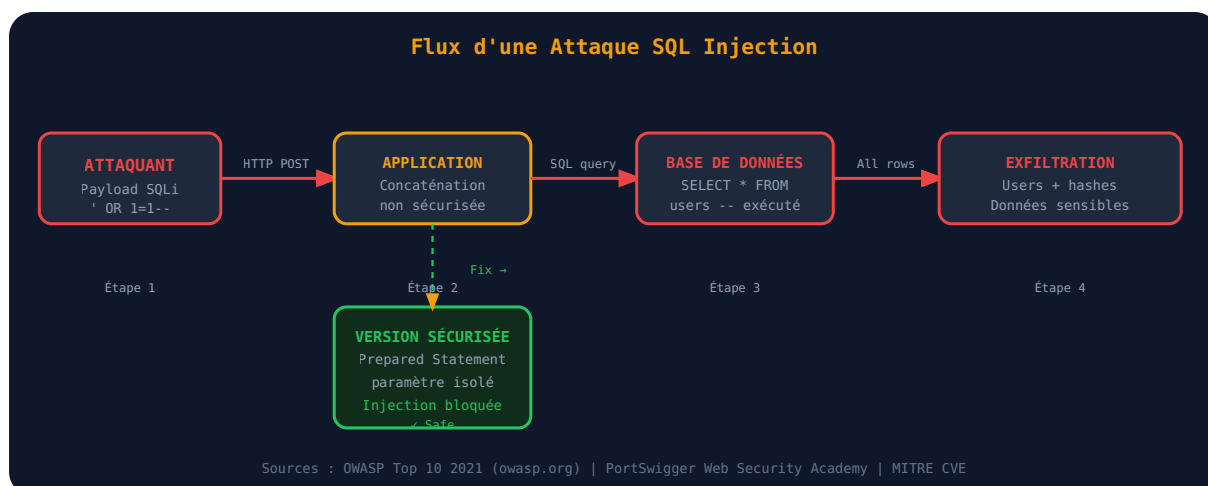 Flux d'une Attaque SQL Injection
ATTAQUANT
Payload SQLi
' OR 1=1--
HTTP POST
APPLICATION
Concaténation
non sécurisée
SQL query
BASE DE DONNÉES
SELECT * FROM
users -- exécuté
All rows
EXFILTRATION
Users + hashes
Données sensibles
Fix →
Étape 1
Étape 2
Étape 3
Étape 4
VERSION SÉCURISÉE
Prepared Statement
paramètre isolé
Injection bloquée
✓ Safe
Sources : OWASP Top 10 2021 (owasp.org) | PortSwigger Web Security Academy | MITRE CVE